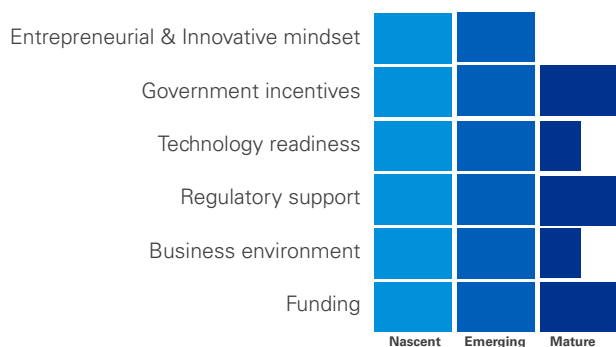 Entrepreneurial & Innovative mindset
Government incentives
Technology readiness
Regulatory support
Business environment
Funding
Nascent Emerging Mature